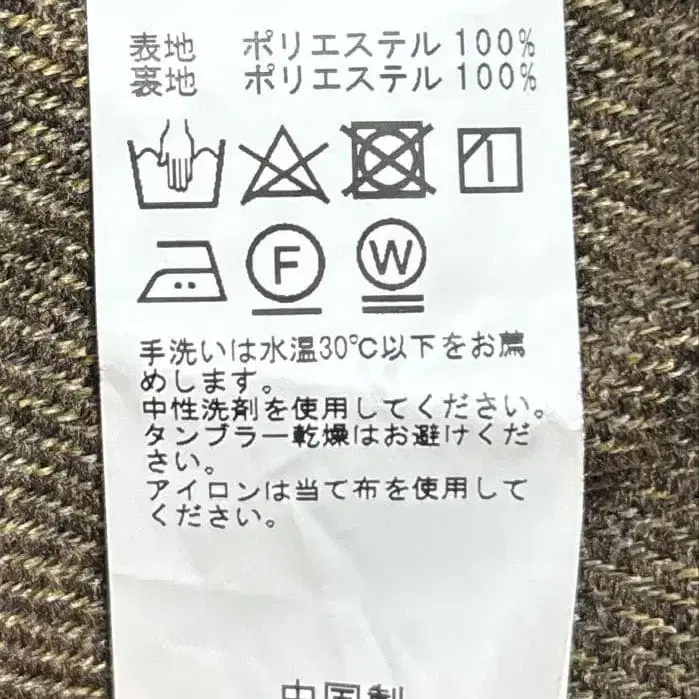 表地 ポリエステル 100%
裏地 ポリエステル 100%
F W
手洗いは水温30℃以下をお薦
めします。
中性洗剤を使用してください。
タンブラー乾燥はお避けくだ
さい。
アイロンは当て布を使用して
ください。
中国製